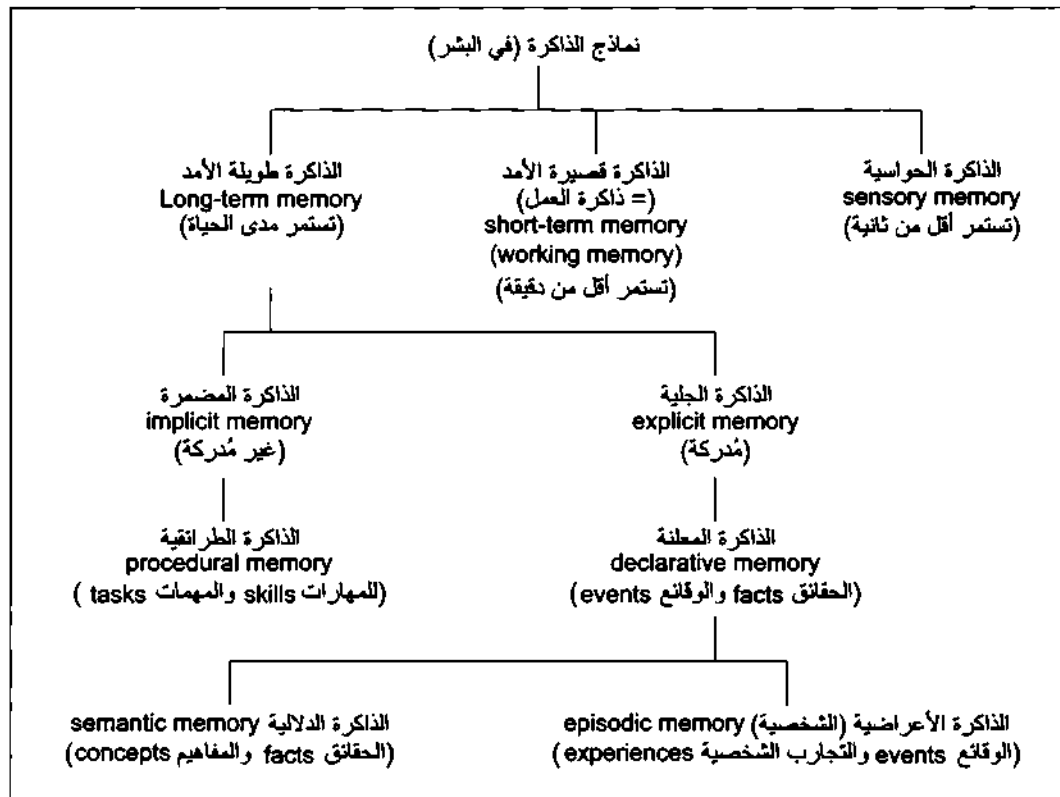 نماذج الذاكرة (في البشر)
الذاكرة الحواسية
sensory memory
(تستمر أقل من ثانية)
الذاكرة قصيرة الأمد
(= ذاكرة العمل)
short-term memory
(working memory)
(تستمر أقل من دقيقة)
الذاكرة طويلة الأمد
Long-term memory
(تستمر مدى الحياة)
الذاكرة الجلية
explicit memory
(مُدركة)
الذاكرة المضمرة
implicit memory
(غير مُدركة)
الذاكرة المعلنة
declarative memory
(الحقائق facts والوقائع events)
الذاكرة الطرائقية
procedural memory
(للمهارات skills والمهمات tasks )
الذاكرة الأعراضية (الشخصية) episodic memory
(الوقائع events والتجارب الشخصية experiences)
الذاكرة الدلالية semantic memory
(الحقائق facts والمفاهيم concepts)